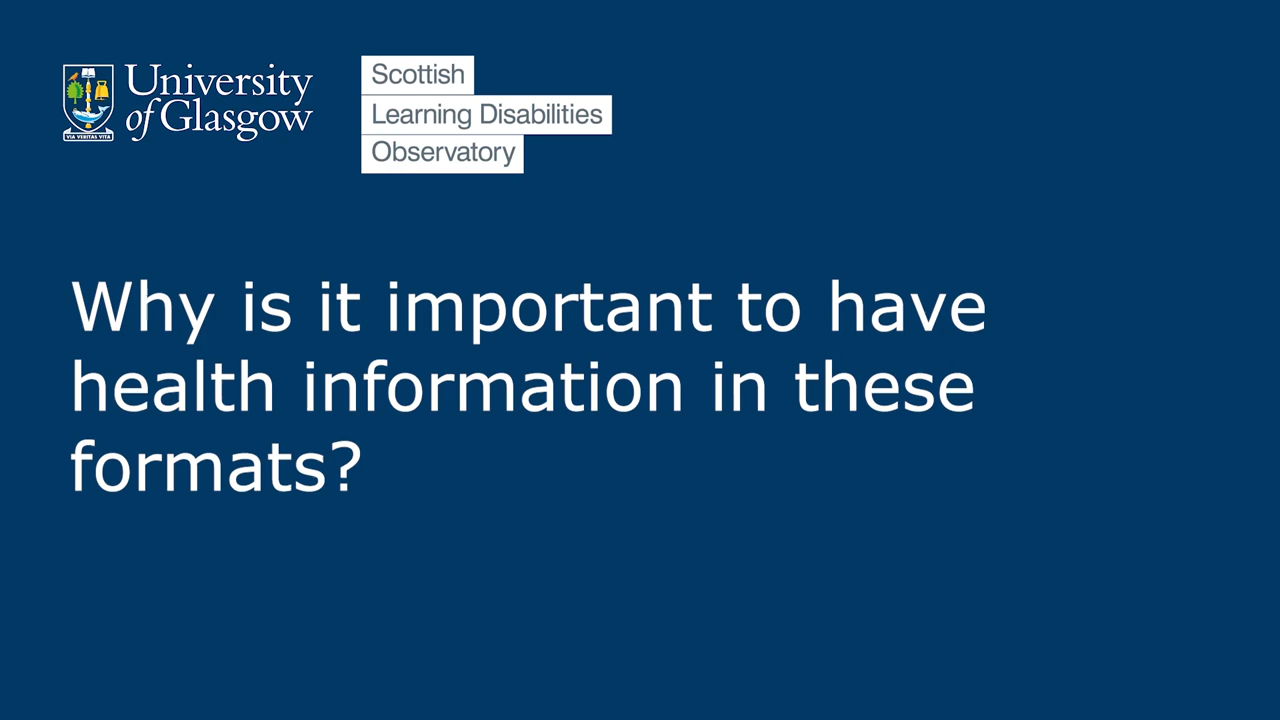 University
of Glasgow
VIA VERITAS VITA
Scottish
Learning Disabilities
Observatory
Why is it important to have
health information in these
formats?